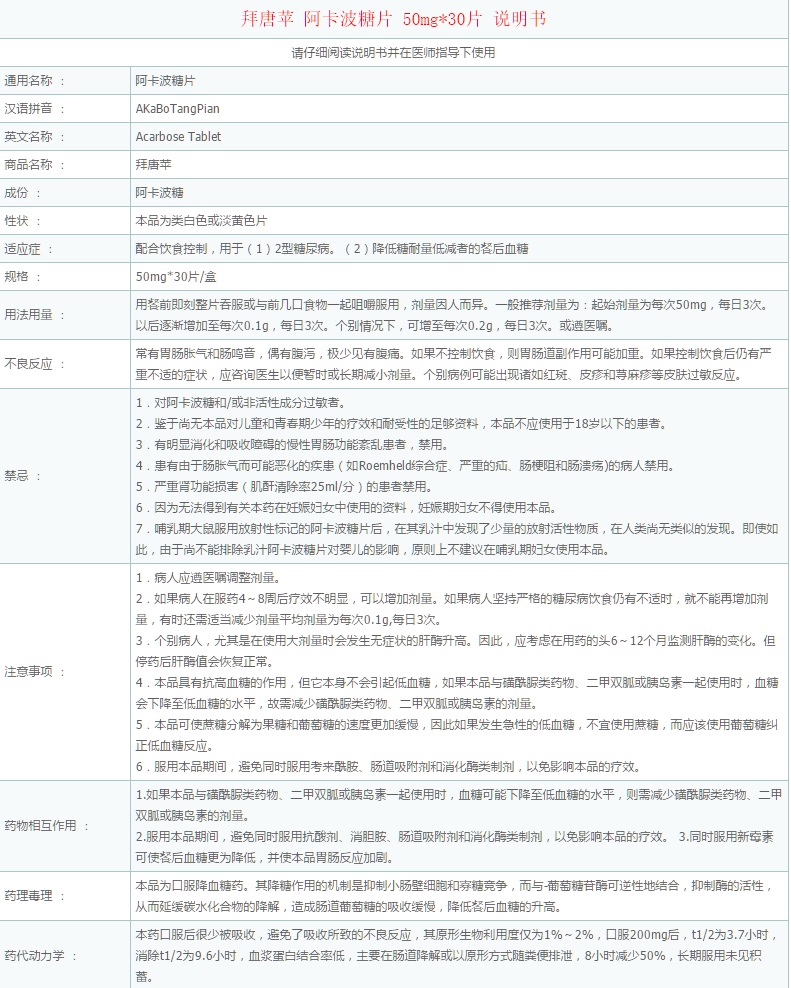 拜唐苹 阿卡波糖片 50mg*30片 说明书
请仔细阅读说明书并在医师指导下使用
通用名称 ： 阿卡波糖片
汉语拼音 ： AKaBoTangPian
英文名称 ： Acarbose Tablet
商品名称 ： 拜唐苹
成份 ： 阿卡波糖
性状 ： 本品为类白色或淡黄色片
适应症 ： 配合饮食控制，用于（1）2型糖尿病。（2）降低糖耐量低减者的餐后血糖
规格 ： 50mg*30片/盒
用法用量 ：
用餐前即刻整片吞服或与前几口食物一起咀嚼服用，剂量因人而异。一般推荐剂量为：起始剂量为每次50mg，每日3次。
以后逐渐增加至每次0.1g，每日3次。个别情况下，可增至每次0.2g，每日3次。或遵医嘱。
不良反应 ：
常有胃肠胀气和肠鸣音，偶有腹泻，极少见有腹痛。如果不控制饮食，则胃肠道副作用可能加重。如果控制饮食后仍有严
重不适的症状，应咨询医生以便暂时或长期减小剂量。个别病例可能出现诸如红斑、皮疹和荨麻疹等皮肤过敏反应。
禁忌 ：
1．对阿卡波糖和/或非活性成分过敏者。
2．鉴于尚无本品对儿童和青春期少年的疗效和耐受性的足够资料，本品不应使用于18岁以下的患者。
3．有明显消化和吸收障碍的慢性胃肠功能紊乱患者，禁用。
4．患有由于肠胀气而可能恶化的疾患（如Roemheld综合症、严重的疝、肠梗阻和肠溃疡)的病人禁用。
5．严重肾功能损害（肌酐清除率25ml/分）的患者禁用。
6．因为无法得到有关本药在妊娠妇女中使用的资料，妊娠期妇女不得使用本品。
7．哺乳期大鼠服用放射性标记的阿卡波糖片后，在其乳汁中发现了少量的放射活性物质，在人类尚无类似的发现。即使如
此，由于尚不能排除乳汁阿卡波糖片对婴儿的影响，原则上不建议在哺乳期妇女使用本品。
注意事项 ：
1．病人应遵医嘱调整剂量。
2．如果病人在服药4～8周后疗效不明显，可以增加剂量。如果病人坚持严格的糖尿病饮食仍有不适时，就不能再增加剂
量，有时还需适当减少剂量平均剂量为每次0.1g,每日3次。
3．个别病人，尤其是在使用大剂量时会发生无症状的肝酶升高。因此，应考虑在用药的头6～12个月监测肝酶的变化。但
停药后肝酶值会恢复正常。
4．本品具有抗高血糖的作用，但它本身不会引起低血糖，如果本品与磺酰脲类药物、二甲双胍或胰岛素一起使用时，血糖
会下降至低血糖的水平，故需减少磺酰脲类药物、二甲双胍或胰岛素的剂量。
5．本品可使蔗糖分解为果糖和葡萄糖的速度更加缓慢，因此如果发生急性的低血糖，不宜使用蔗糖，而应该使用葡萄糖纠
正低血糖反应。
6．服用本品期间，避免同时服用考来酰胺、肠道吸附剂和消化酶类制剂，以免影响本品的疗效。
药物相互作用 ：
1.如果本品与磺酰脲类药物、二甲双胍或胰岛素一起使用时，血糖可能下降至低血糖的水平，则需减少磺酰脲类药物、二甲
双胍或胰岛素的剂量。
2.服用本品期间，避免同时服用抗酸剂、消胆胺、肠道吸附剂和消化酶类制剂，以免影响本品的疗效。 3.同时服用新霉素
可使餐后血糖更为降低，并使本品胃肠反应加剧。
药理毒理 ：
本品为口服降血糖药。其降糖作用的机制是抑制小肠壁细胞和寡糖竞争，而与-葡萄糖苷酶可逆性地结合，抑制酶的活性，
从而延缓碳水化合物的降解，造成肠道葡萄糖的吸收缓慢，降低餐后血糖的升高。
药代动力学 ：
本药口服后很少被吸收，避免了吸收所致的不良反应，其原形生物利用度仅为1%～2%，口服200mg后，t1/2为3.7小时，
消除t1/2为9.6小时，血浆蛋白结合率低，主要在肠道降解或以原形方式随粪便排泄，8小时减少50%，长期服用未见积
蓄。